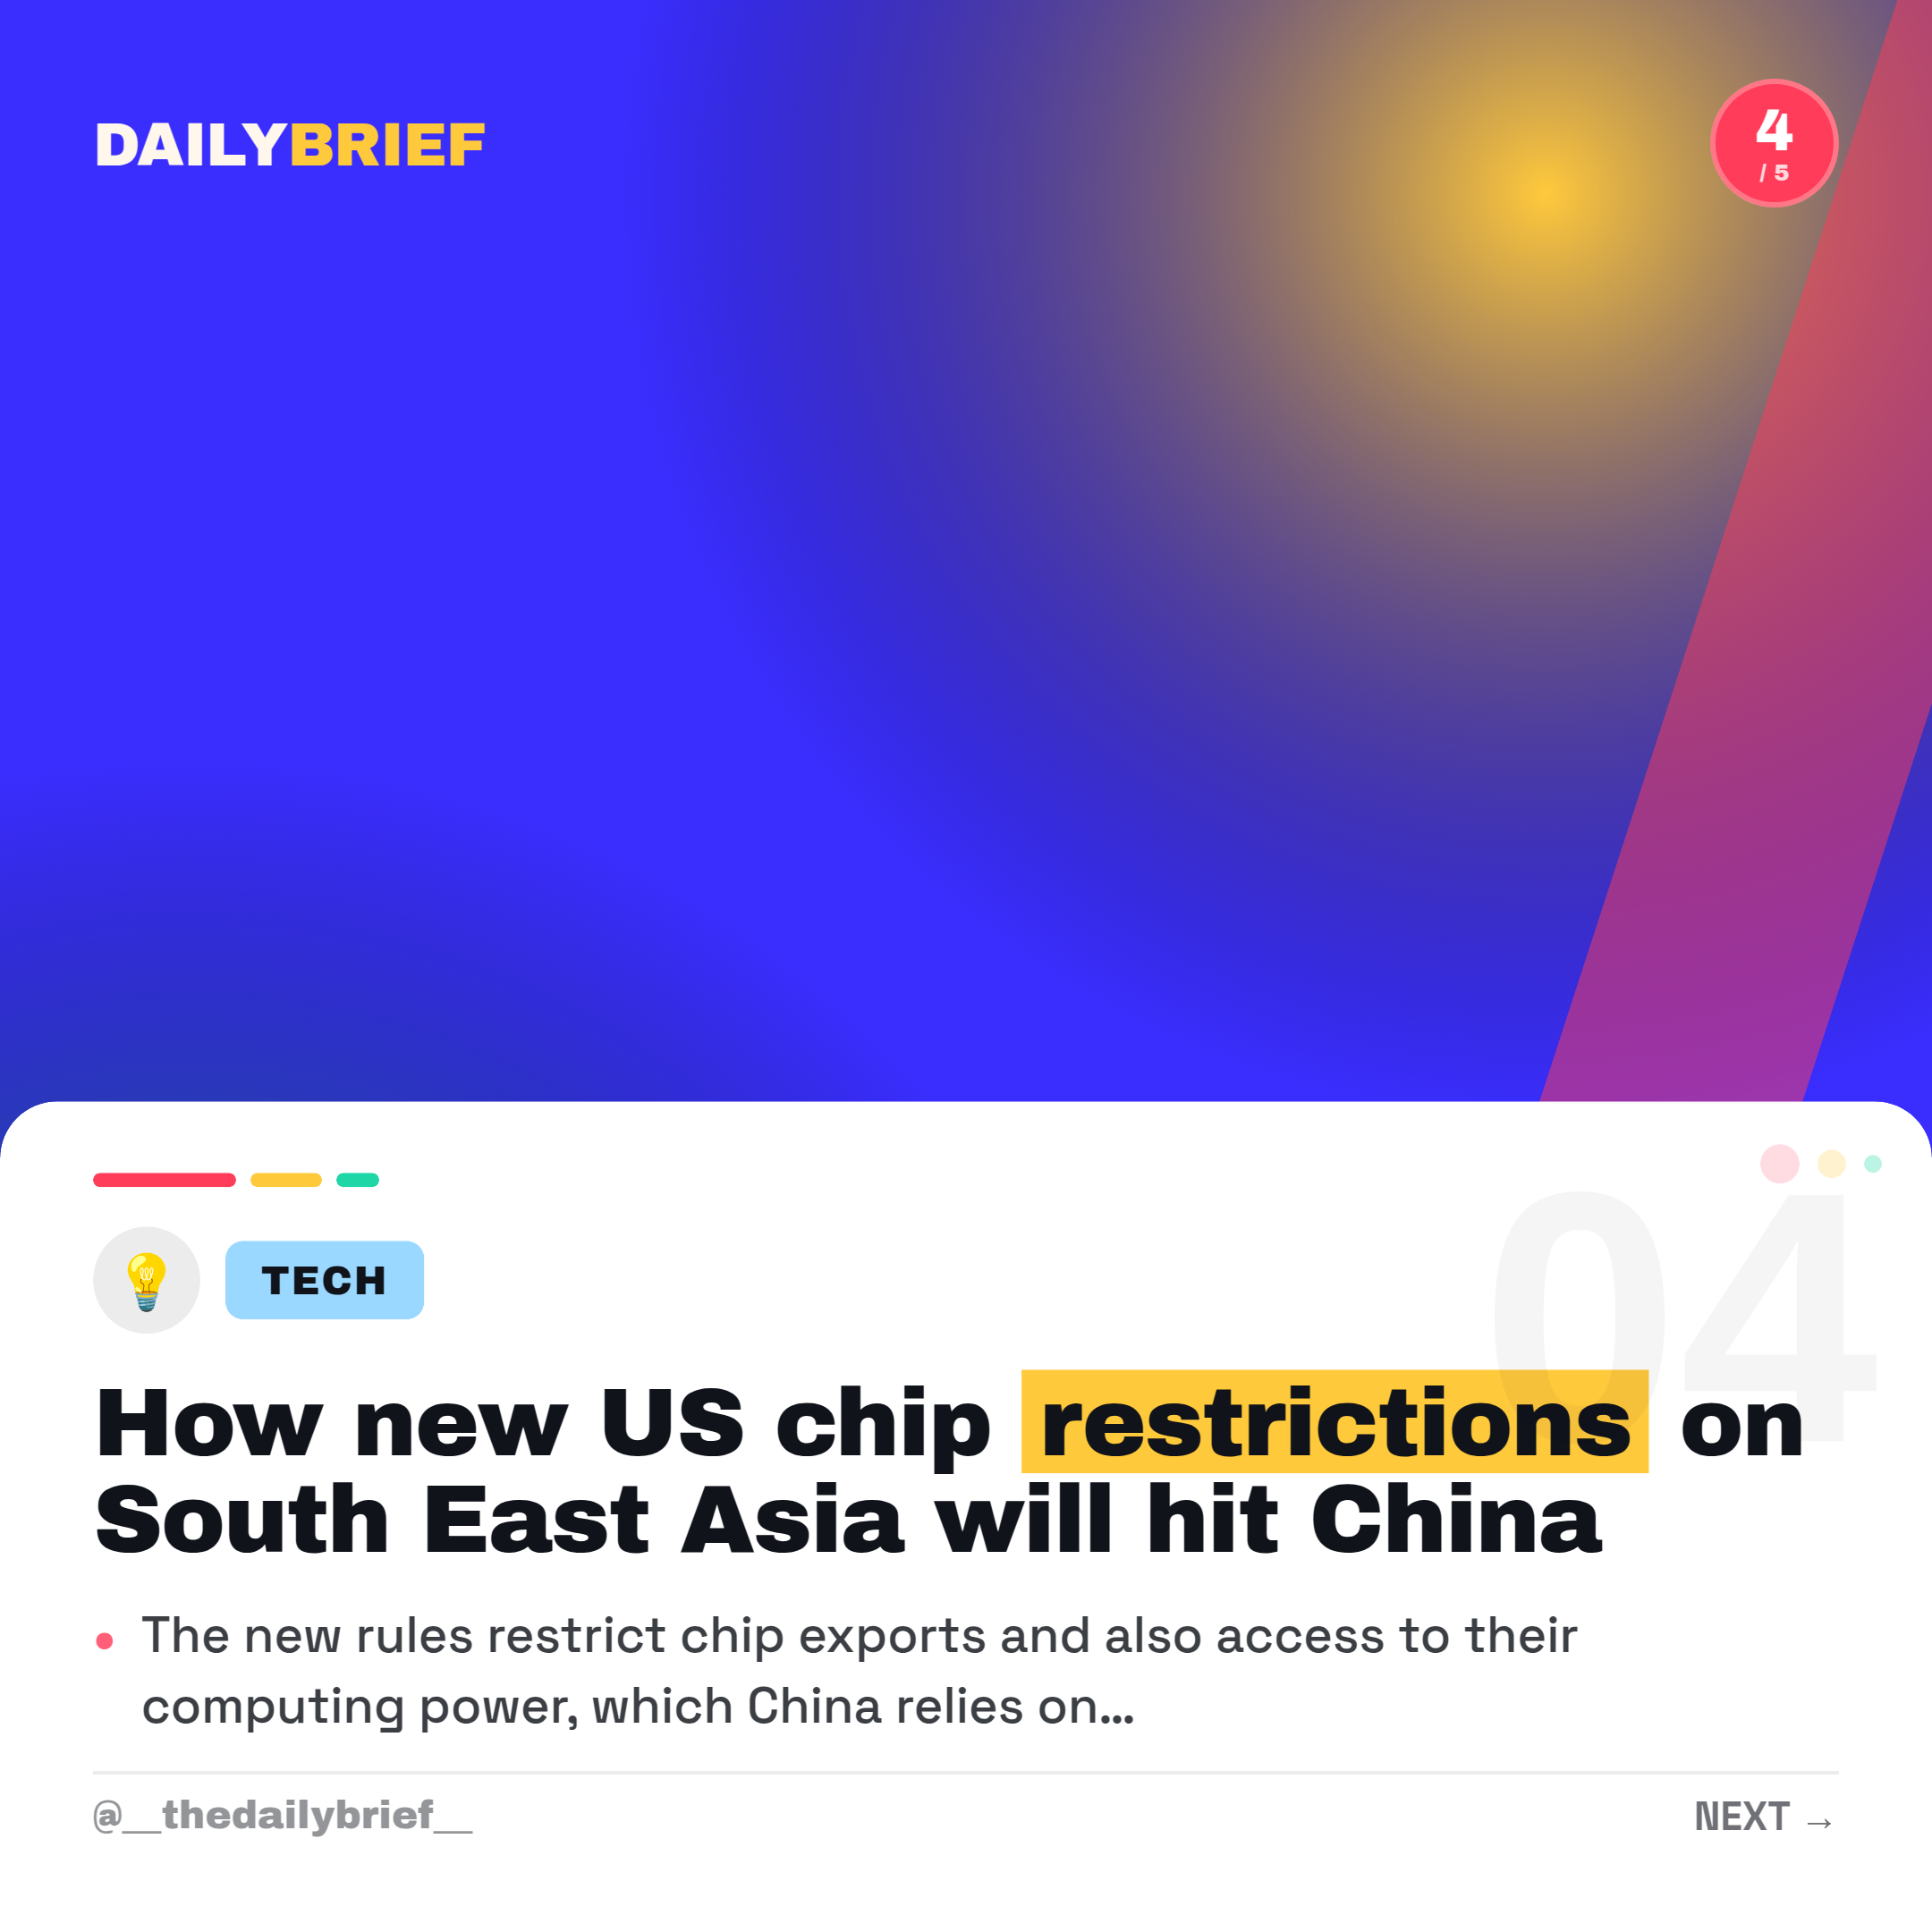 DAILYBRIEF
4
/ 5
04
💡 TECH
How new US chip restrictions on
South East Asia will hit China
• The new rules restrict chip exports and also access to their
computing power, which China relies on...
@__thedailybrief__
NEXT →